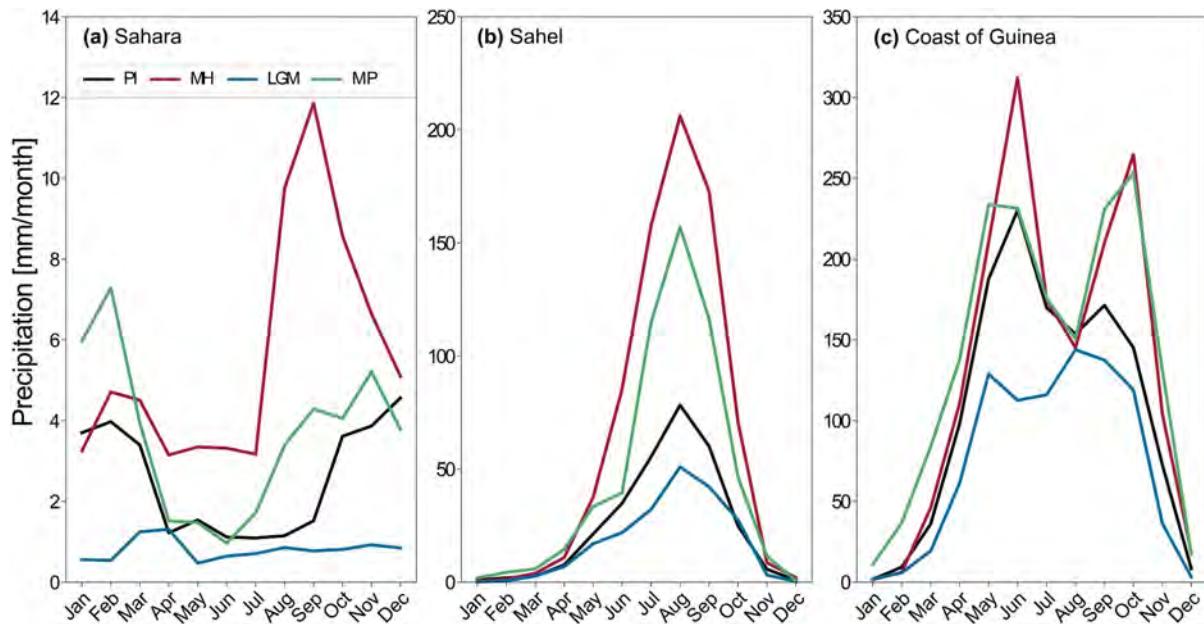 (a) Sahara
(b) Sahel
(c) Coast of Guinea
PI MH LGM MP
Precipitation [mm/month]
14
12
10
8
6
4
2
0
Jan Feb Mar Apr May Jun Jul Aug Sep Oct Nov Dec
250
200
150
100
50
0
Jan Feb Mar Apr May Jun Jul Aug Sep Oct Nov Dec
350
300
250
200
150
100
50
0
Jan Feb Mar Apr May Jun Jul Aug Sep Oct Nov Dec